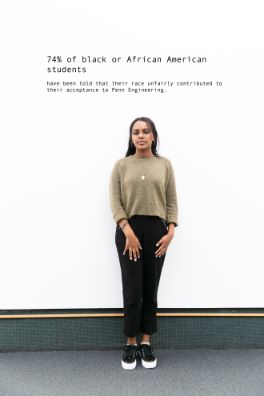 74% of black or African American
students
have been told that their race unfairly contributed to
their acceptance to Penn Engineering.